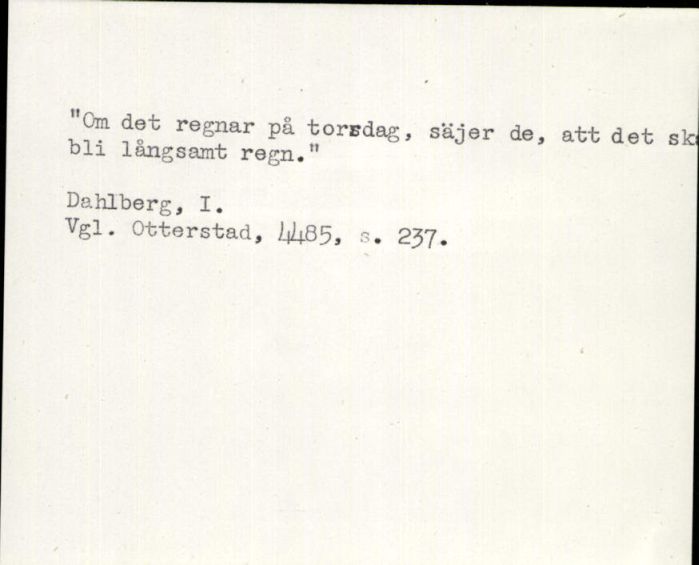 "Om det regnar på torsdag, säjer de, att det sk
bli långsamt regn."
Dahlberg, I.
Vgl. Otterstad, 4485, s. 237.